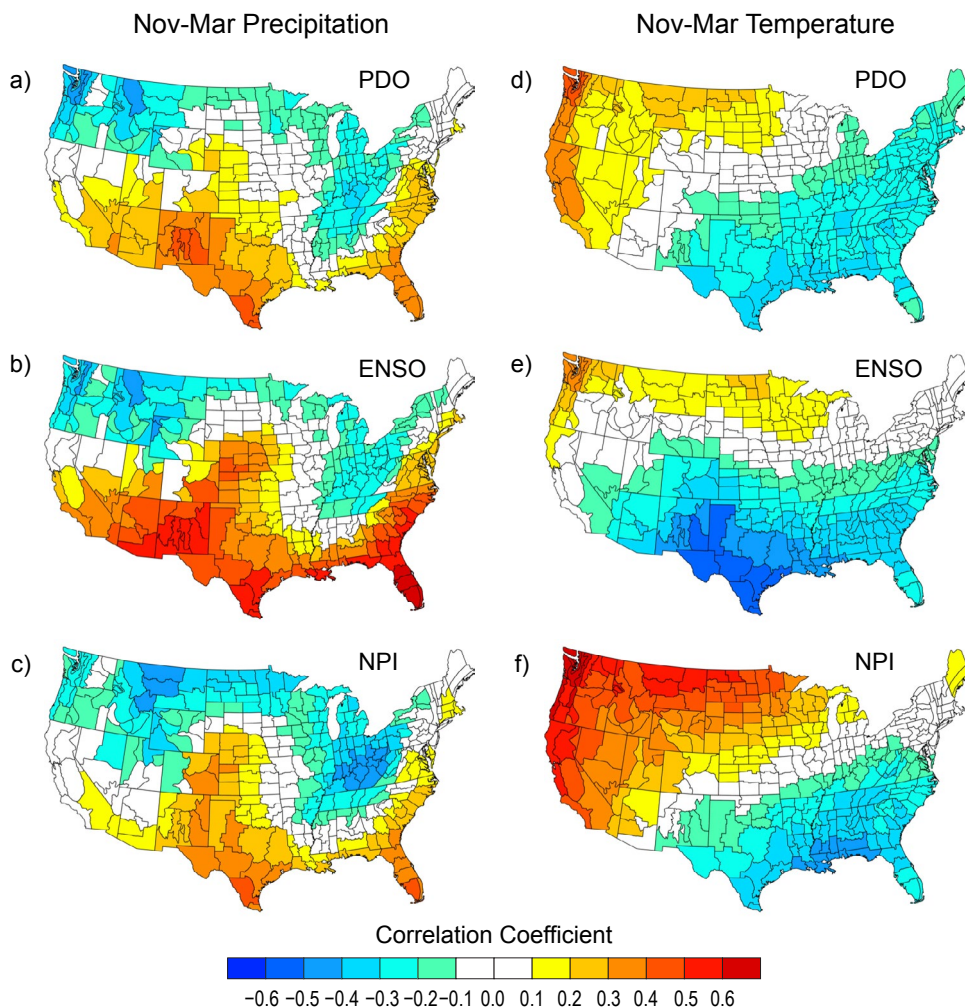 Nov-Mar Precipitation
Nov-Mar Temperature
a)
PDO
d)
PDO
b)
ENSO
e)
ENSO
c)
NPI
f)
NPI
Correlation Coefficient
−0.6 −0.5 −0.4 −0.3 −0.2 −0.1 0.0 0.1 0.2 0.3 0.4 0.5 0.6